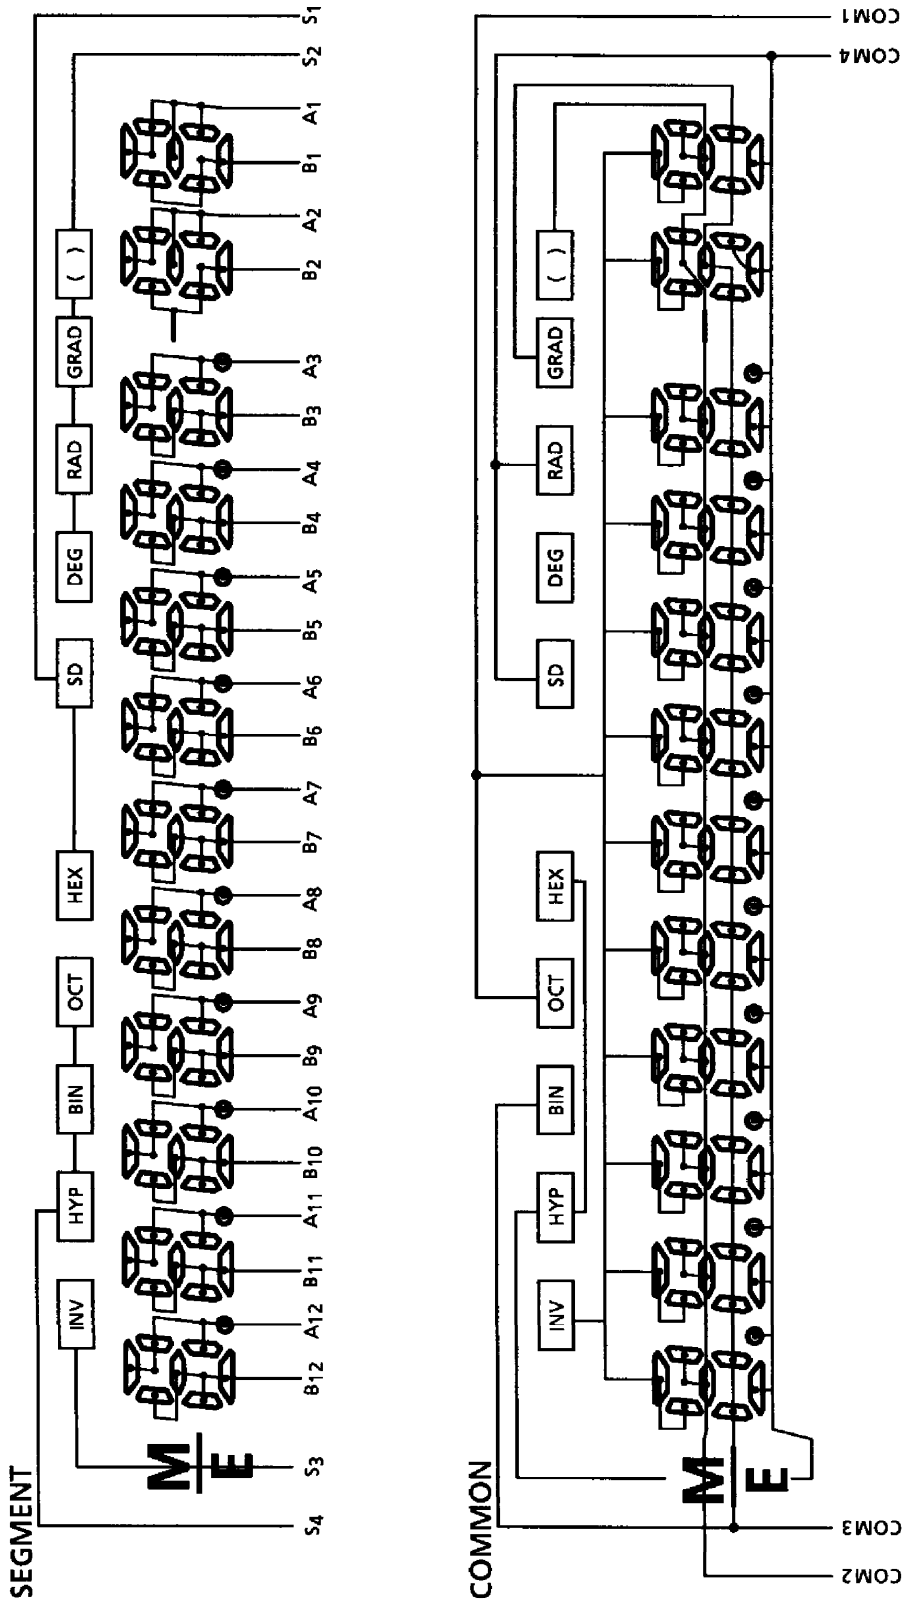 SEGMENT
INV HYP BIN OCT HEX SD DEG RAD GRAD ( )
M
E
S4 S3 B12 A12 B11 A11 B10 A10 B9 A9 B8 A8 B7 A7 B6 A6 B5 A5 B4 A4 B3 A3 B2 A2 B1 A1 S2 S1
COMMON
INV HYP BIN OCT HEX SD DEG RAD GRAD ( )
M
E
COM2 COM3 COM4 COM1